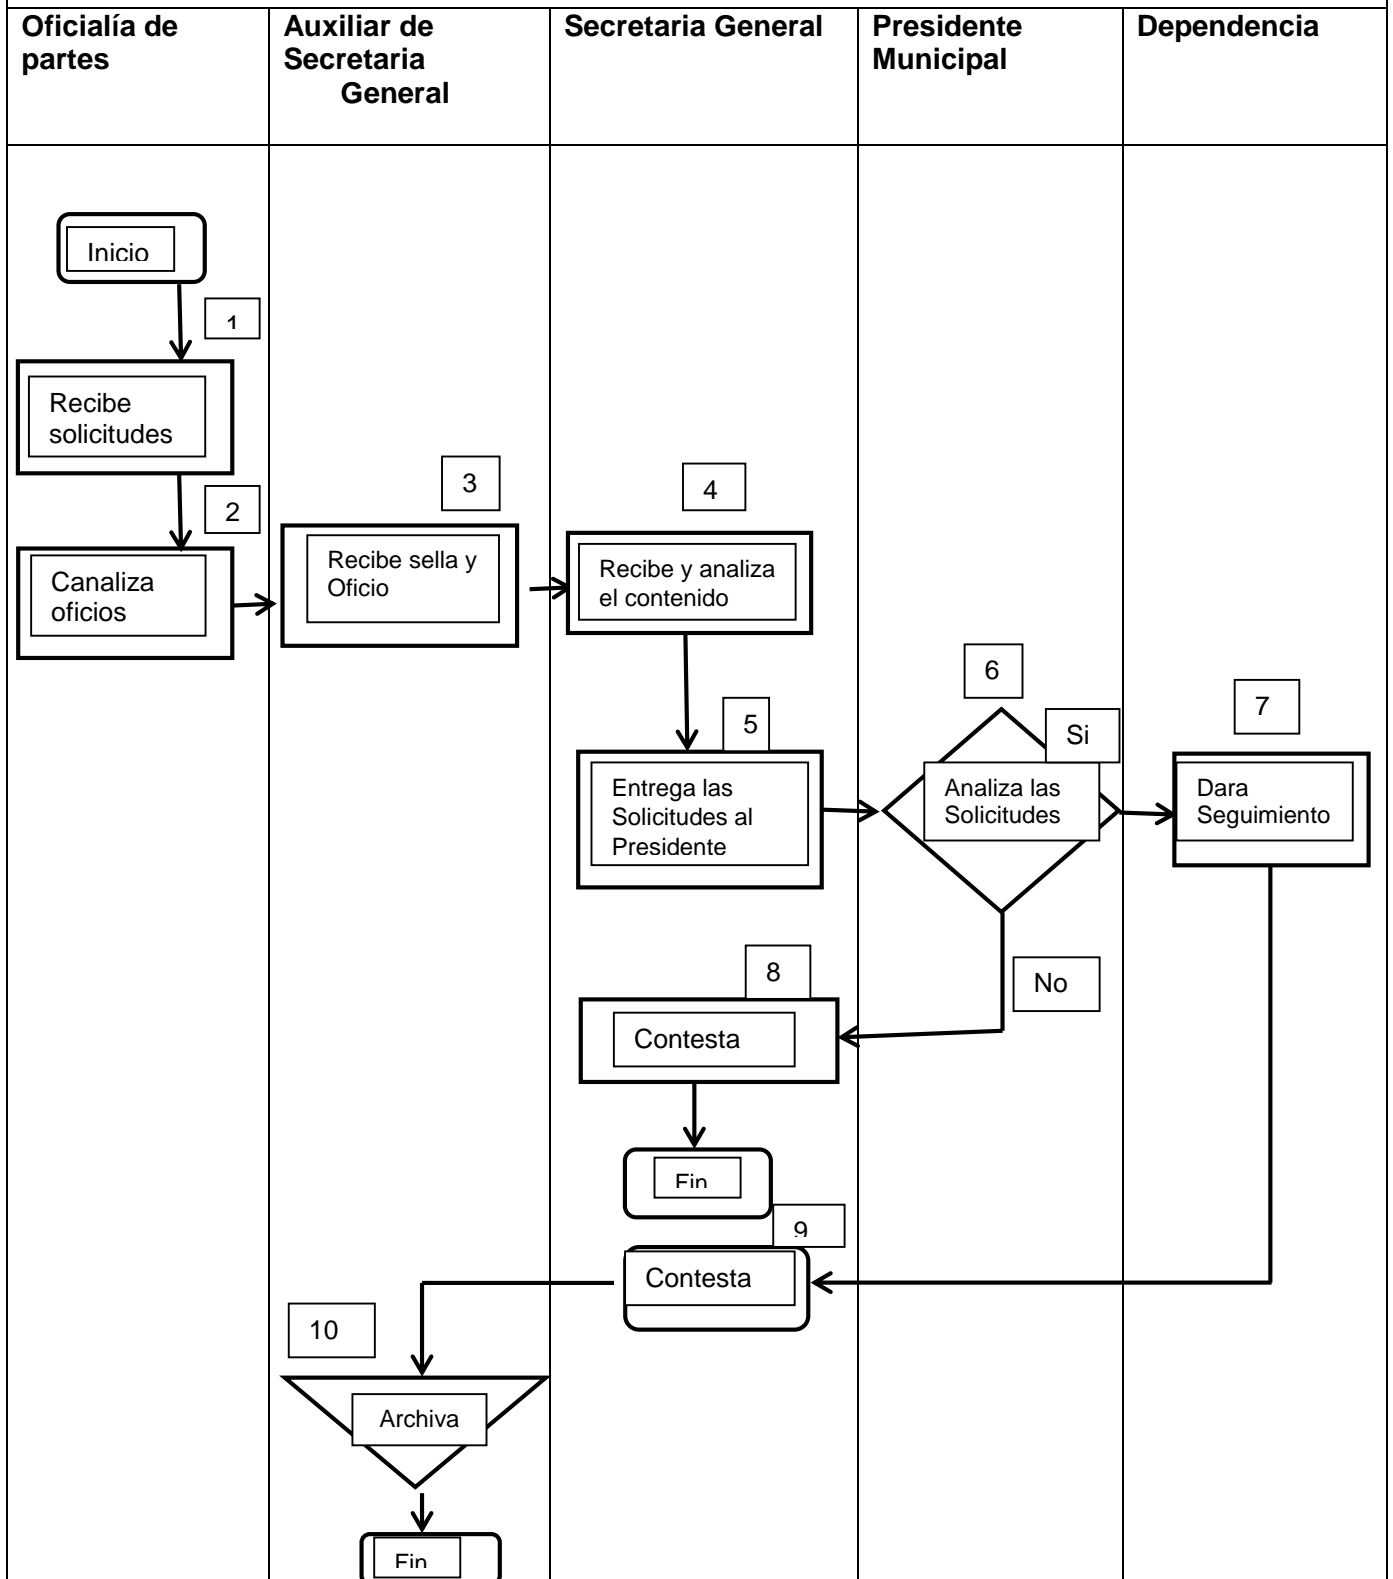 Oficialía de
partes
Auxiliar de
Secretaria
General
Secretaria General
Presidente
Municipal
Dependencia
Inicio
1
Recibe
solicitudes
2
Canaliza
oficios
3
Recibe sella y
Oficio
4
Recibe y analiza
el contenido
5
Entrega las
Solicitudes al
Presidente
6
Si
Analiza las
Solicitudes
7
Dara
Seguimiento
No
8
Contesta
Fin
9
Contesta
10
Archiva
Fin